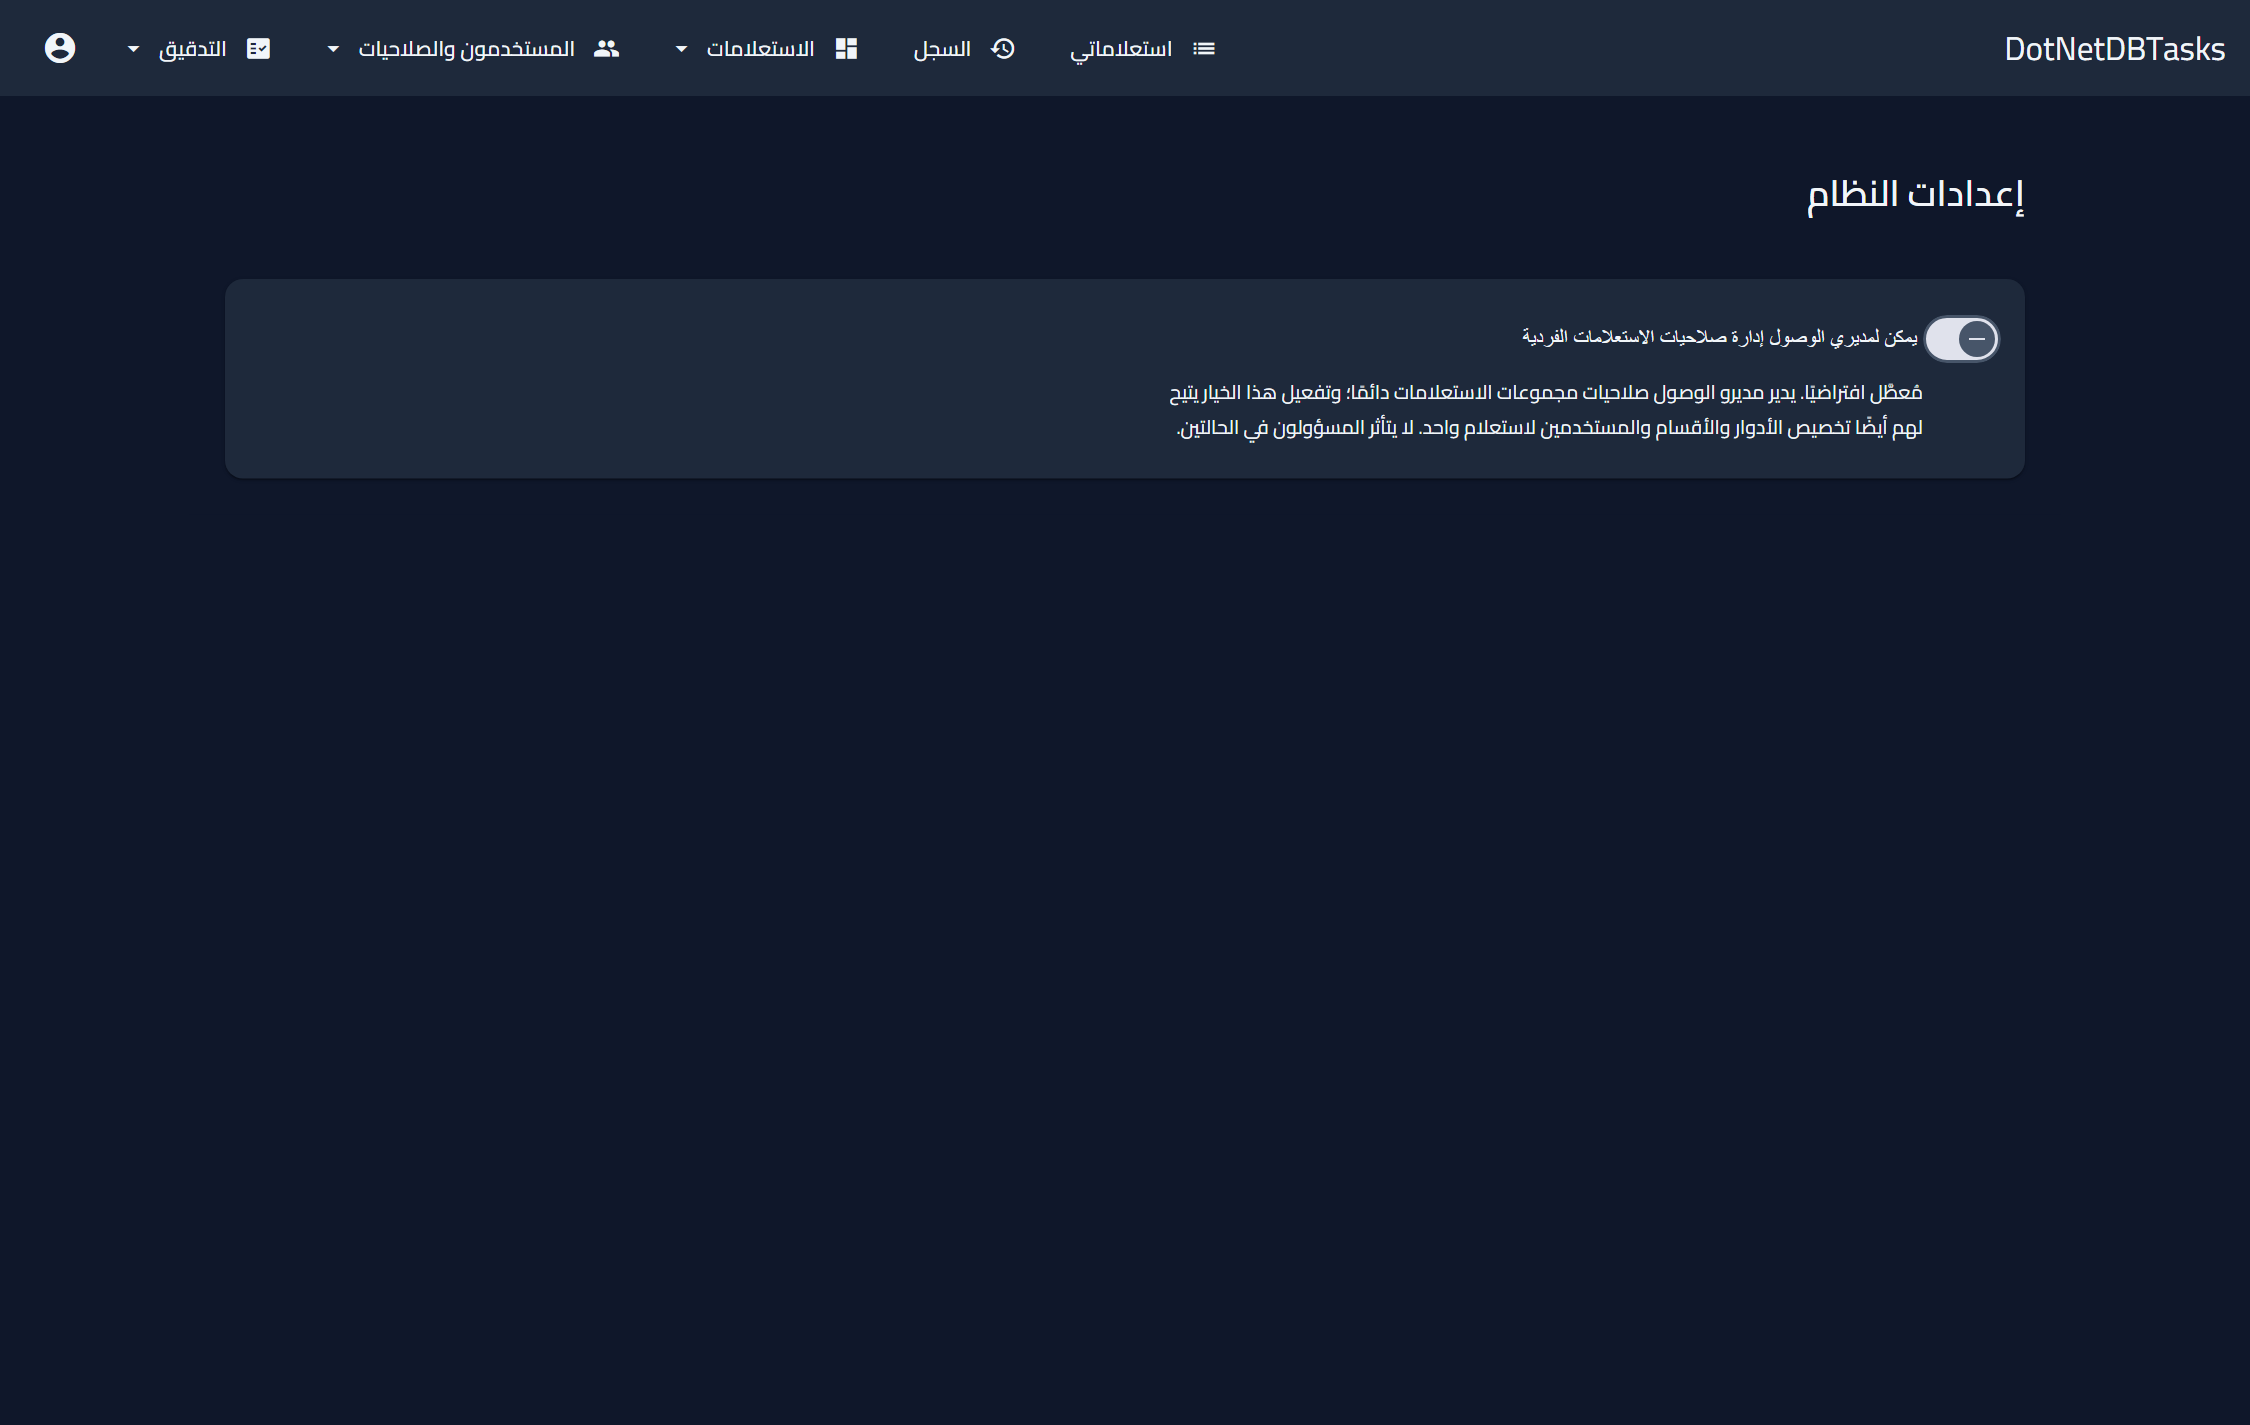 DotNetDBTasks
استعلاماتي
السجل
الاستعلامات
المستخدمون والصلاحيات
التدقيق
إعدادات النظام
يمكن لمديري الوصول إدارة صلاحيات الاستعلامات الفردية
مُعطَّل افتراضيًا. يدير مديرو الوصول صلاحيات مجموعات الاستعلامات دائمًا؛ وتفعيل هذا الخيار يتيح
لهم أيضًا تخصيص الأدوار والأقسام والمستخدمين لاستعلام واحد. لا يتأثر المسؤولون في الحالتين.